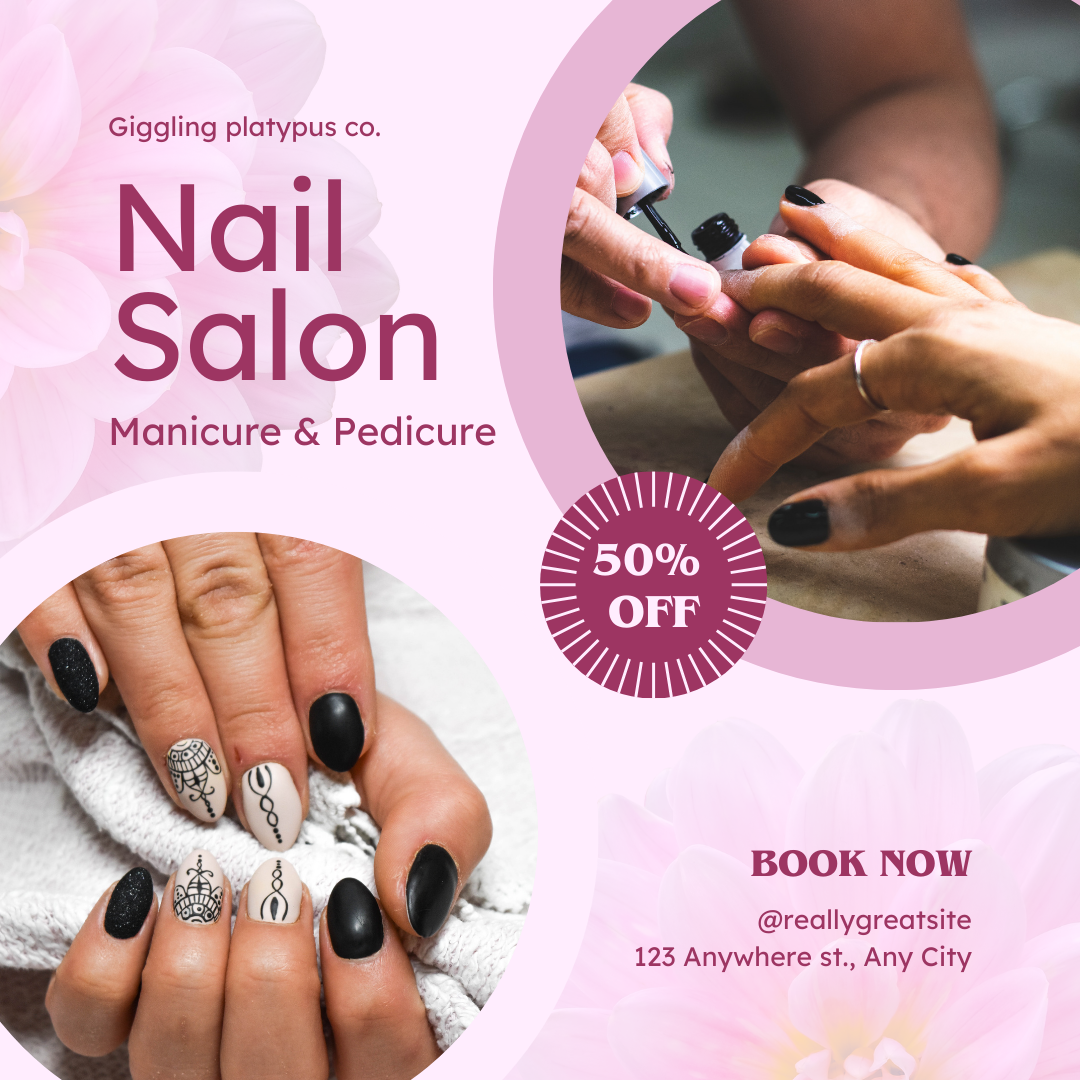 Giggling platypus co.
Nail
Salon
Manicure & Pedicure
50%
OFF
BOOK NOW
@reallygreatsite
123 Anywhere st., Any City